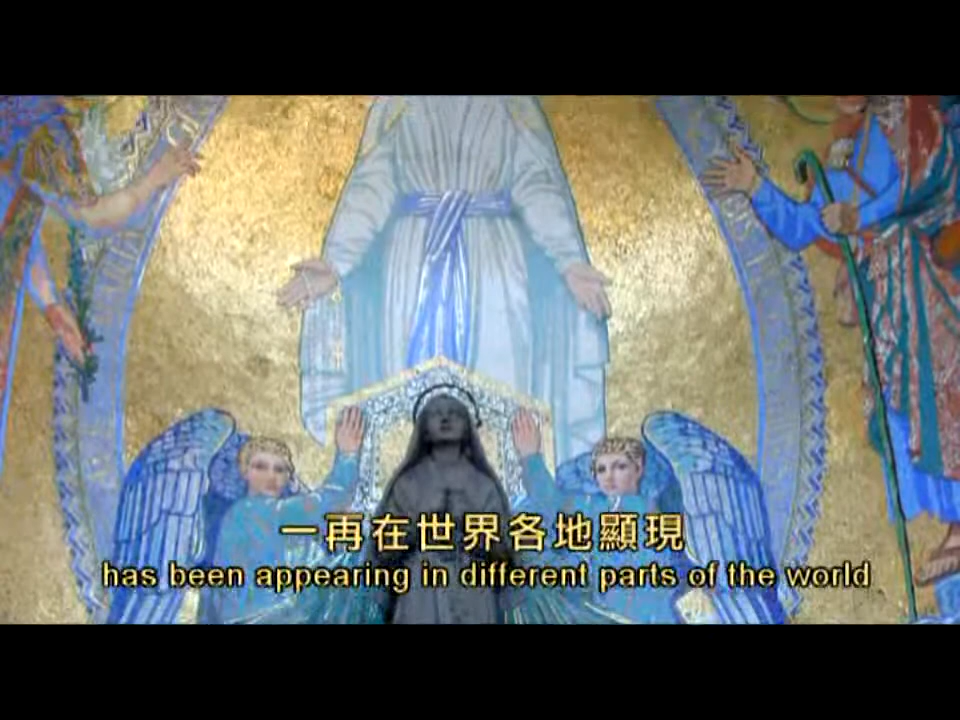 一再在世界各地顯現
has been appearing in different parts of the world